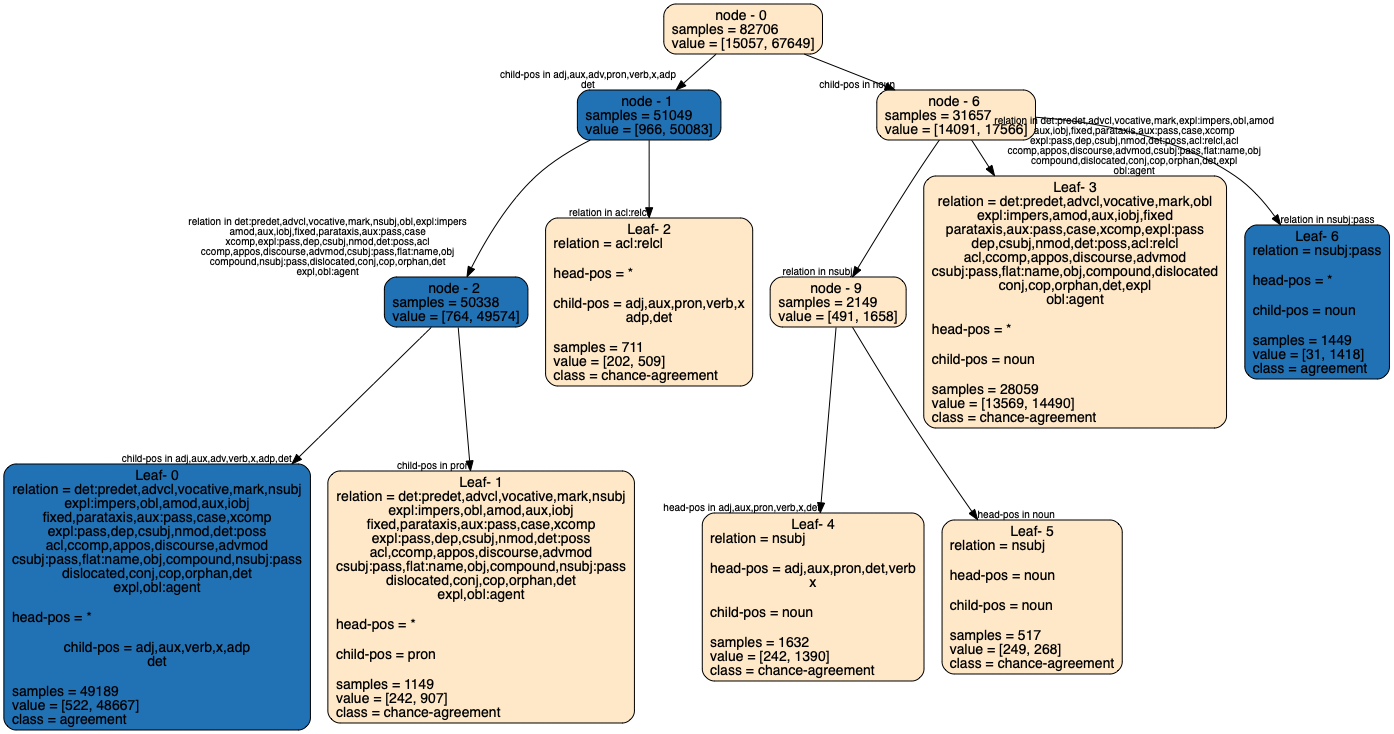 node - 0
samples = 82706
value = [15057, 67649]
child-pos in adj,aux,adv,pron,verb,x,adp
det
child-pos in noun
node - 1
samples = 51049
value = [966, 50083]
node - 6
samples = 31657
value = [14091, 17566]
relation in det:predet,advcl,vocative,mark,expl:impers,obl,amod
aux,iobj,fixed,parataxis,aux:pass,case,xcomp
expl:pass,dep,csubj,nmod,det:poss,acl:relcl,acl
ccomp,appos,discourse,advmod,csubj:pass,flat:name,obj
compound,dislocated,conj,cop,orphan,det,expl
obl:agent
relation in det:predet,advcl,vocative,mark,nsubj,obl,expl:impers
amod,aux,iobj,fixed,parataxis,aux:pass,case
xcomp,expl:pass,dep,csubj,nmod,det:poss,acl
ccomp,appos,discourse,advmod,csubj:pass,flat:name,obj
compound,nsubj:pass,dislocated,conj,cop,orphan,det
expl,obl:agent
relation in acl:relcl
Leaf- 2
relation = acl:relcl
head-pos = *
child-pos = adj,aux,pron,verb,x
adp,det
samples = 711
value = [202, 509]
class = chance-agreement
node - 2
samples = 50338
value = [764, 49574]
relation in nsubj
node - 9
samples = 2149
value = [491, 1658]
Leaf- 3
relation = det:predet,advcl,vocative,mark,obl
expl:impers,amod,aux,iobj,fixed
parataxis,aux:pass,case,xcomp,expl:pass
dep,csubj,nmod,det:poss,acl:relcl
acl,ccomp,appos,discourse,advmod
csubj:pass,flat:name,obj,compound,dislocated
conj,cop,orphan,det,expl
obl:agent
head-pos = *
child-pos = noun
samples = 28059
value = [13569, 14490]
class = chance-agreement
relation in nsubj:pass
Leaf- 6
relation = nsubj:pass
head-pos = *
child-pos = noun
samples = 1449
value = [31, 1418]
class = agreement
child-pos in adj,aux,adv,verb,x,adp,det
Leaf- 0
relation = det:predet,advcl,vocative,mark,nsubj
expl:impers,obl,amod,aux,iobj
fixed,parataxis,aux:pass,case,xcomp
expl:pass,dep,csubj,nmod,det:poss
acl,ccomp,appos,discourse,advmod
csubj:pass,flat:name,obj,compound,nsubj:pass
dislocated,conj,cop,orphan,det
expl,obl:agent
head-pos = *
child-pos = adj,aux,verb,x,adp
det
samples = 49189
value = [522, 48667]
class = agreement
child-pos in pron
Leaf- 1
relation = det:predet,advcl,vocative,mark,nsubj
expl:impers,obl,amod,aux,iobj
fixed,parataxis,aux:pass,case,xcomp
expl:pass,dep,csubj,nmod,det:poss
acl,ccomp,appos,discourse,advmod
csubj:pass,flat:name,obj,compound,nsubj:pass
dislocated,conj,cop,orphan,det
expl,obl:agent
head-pos = *
child-pos = pron
samples = 1149
value = [242, 907]
class = chance-agreement
head-pos in adj,aux,pron,verb,x,det
Leaf- 4
relation = nsubj
head-pos = adj,aux,pron,det,verb
x
child-pos = noun
samples = 1632
value = [242, 1390]
class = chance-agreement
head-pos in noun
Leaf- 5
relation = nsubj
head-pos = noun
child-pos = noun
samples = 517
value = [249, 268]
class = chance-agreement